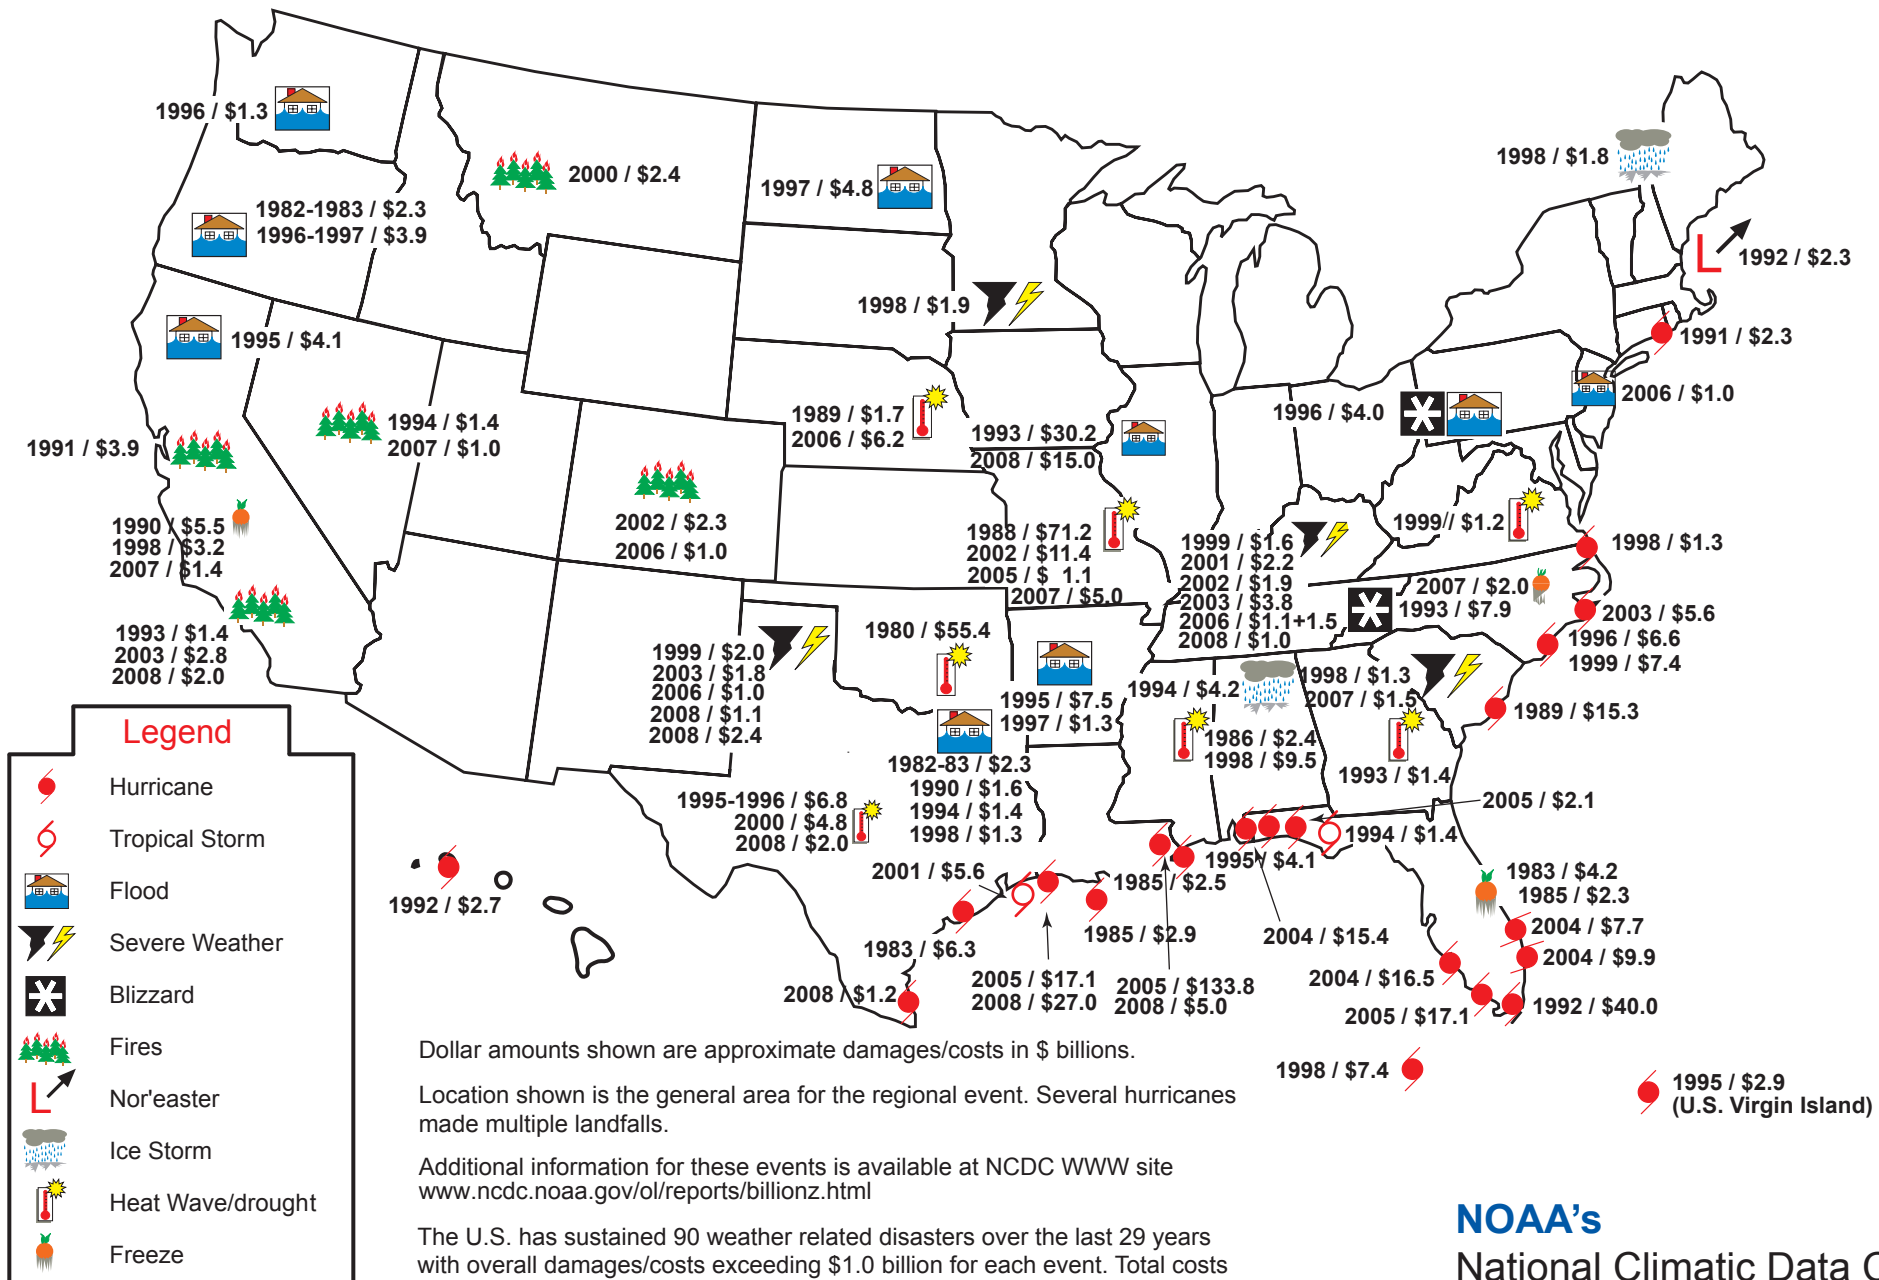 1996 / $1.3
2000 / $2.4
1997 / $4.8
1998 / $1.8
1982-1983 / $2.3
1996-1997 / $3.9
L
1992 / $2.3
1998 / $1.9
1995 / $4.1
1991 / $2.3
2006 / $1.0
1994 / $1.4
2007 / $1.0
1989 / $1.7
2006 / $6.2
1996 / $4.0
1991 / $3.9
1993 / $30.2
2008 / $15.0
1990 / $5.5
1998 / $3.2
2007 / $1.4
2002 / $2.3
2006 / $1.0
1988 / $71.2
2002 / $11.4
2005 / $ 1.1
2007 / $5.0
1999 / $1.6
2001 / $2.2
2002 / $1.9
2003 / $3.8
2006 / $1.1+1.5
2008 / $1.0
1999// $1.2
1998 / $1.3
2007 / $2.0
1993 / $7.9
2003 / $5.6
1996 / $6.6
1999 / $7.4
1993 / $1.4
2003 / $2.8
2008 / $2.0
1999 / $2.0
2003 / $1.8
2006 / $1.0
2008 / $1.1
2008 / $2.4
1980 / $55.4
1995 / $7.5
1997 / $1.3
1994 / $4.2
1998 / $1.3
2007 / $1.5
1989 / $15.3
1986 / $2.4
1998 / $9.5
1993 / $1.4
1982-83 / $2.3
1990 / $1.6
1994 / $1.4
1998 / $1.3
1995-1996 / $6.8
2000 / $4.8
2008 / $2.0
2005 / $2.1
1994 / $1.4
1995 / $4.1
2001 / $5.6
1985 / $2.5
1983 / $4.2
1985 / $2.3
1992 / $2.7
1983 / $6.3
1985 / $2.9
2004 / $15.4
2004 / $7.7
2004 / $9.9
2008 / $1.2
2005 / $17.1
2008 / $27.0
2005 / $133.8
2008 / $5.0
2004 / $16.5
2005 / $17.1
1992 / $40.0
1998 / $7.4
1995 / $2.9
(U.S. Virgin Island)
Legend
Hurricane
Tropical Storm
Flood
Severe Weather
Blizzard
Fires
L
Nor'easter
Ice Storm
Heat Wave/drought
Freeze
Dollar amounts shown are approximate damages/costs in $ billions.
Location shown is the general area for the regional event. Several hurricanes
made multiple landfalls.
Additional information for these events is available at NCDC WWW site
www.ncdc.noaa.gov/ol/reports/billionz.html
The U.S. has sustained 90 weather related disasters over the last 29 years
with overall damages/costs exceeding $1.0 billion for each event. Total costs
NOAA's
National Climatic Data C